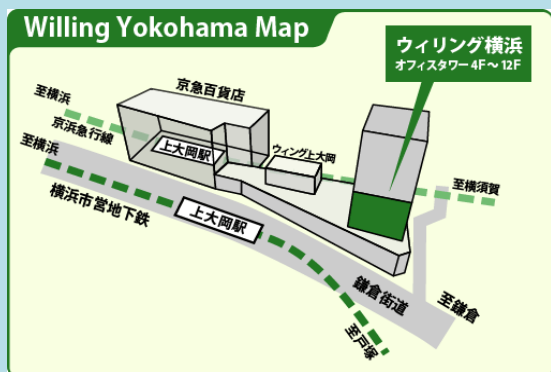 Willing Yokohama Map
ウィリング横浜
オフィスタワー 4F〜12F
京急百貨店
至横浜
京浜急行線
至横浜
上大岡駅
ウィング上大岡
至横須賀
横浜市営地下鉄
上大岡駅
鎌倉街道
至鎌倉
至戸塚